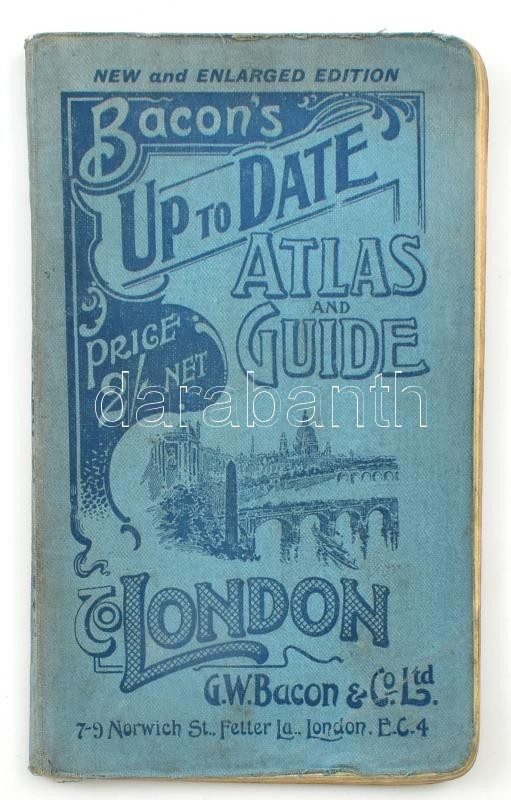 NEW and ENLARGED EDITION
Bacon's
UP TO DATE
ATLAS
AND
GUIDE
PRICE
NET
darabanth
TO
LONDON
G.W. Bacon & Co. Ltd.
7-9 Norwich St., Fetter La., London, E.C.4